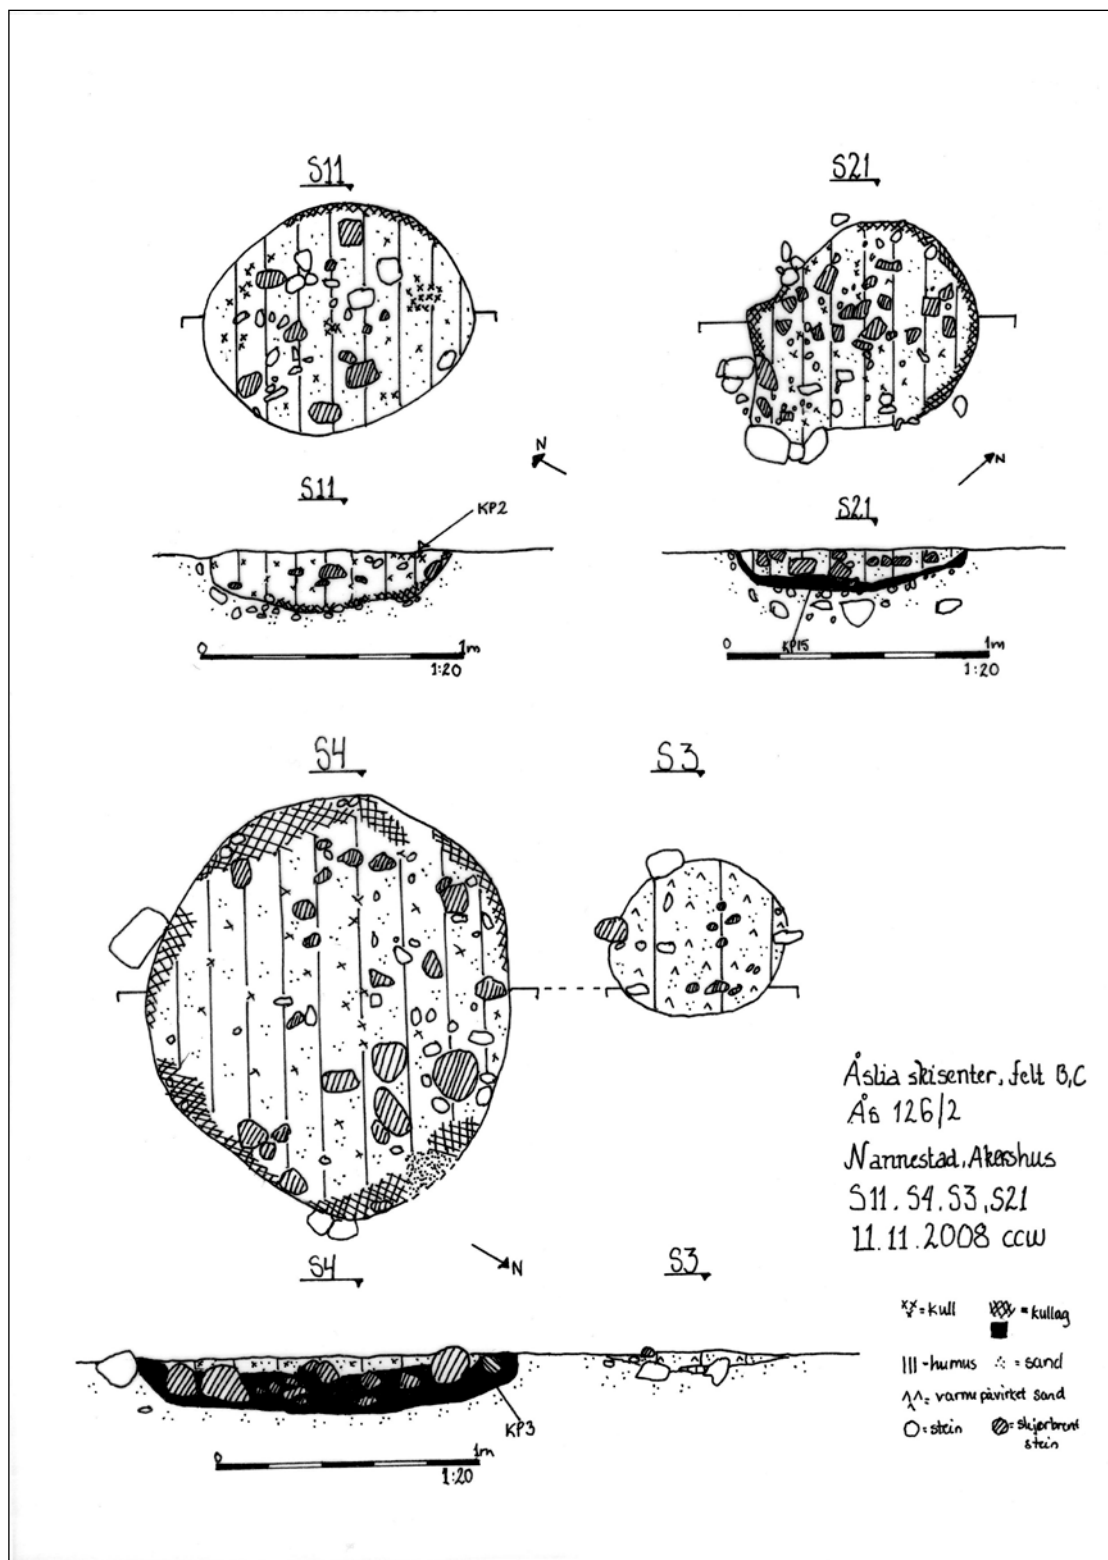 S11
S21
N
N
S11
KP2
S21
0 1m
1:20
0 KP15 1m
1:20
S4
S3
Åslia skisenter, felt B,C
Ås 126/2
Nannestad, Akershus
S11. S4. S3, S21
11.11.2008 CCW
N
S4
S3
KP3
0 1m
1:20
= kull
= kullag
- humus
= sand
= varme påvirket sand
= stein
= skjørbrent
stein